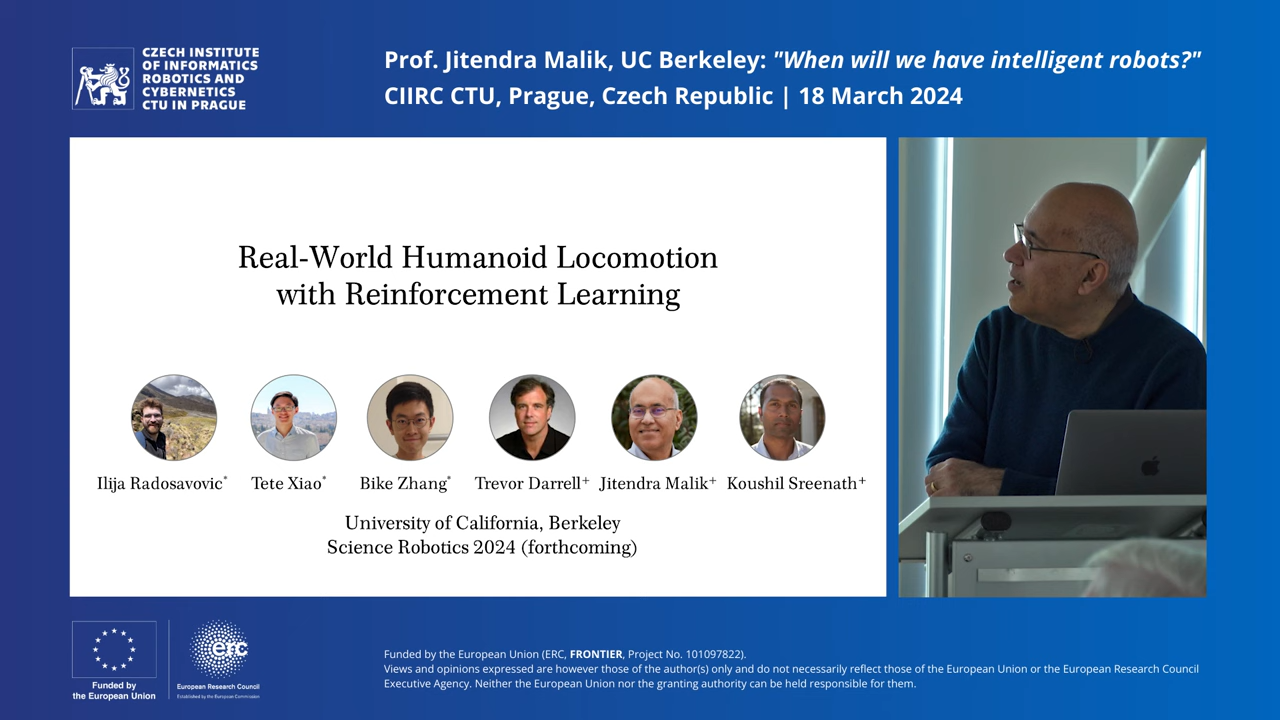 CZECH INSTITUTE
OF INFORMATICS
ROBOTICS AND
CYBERNETICS
CTU IN PRAGUE
Prof. Jitendra Malik, UC Berkeley: "When will we have intelligent robots?"
CIIRC CTU, Prague, Czech Republic | 18 March 2024
Real-World Humanoid Locomotion
with Reinforcement Learning
Ilija Radosavovic* Tete Xiao* Bike Zhang* Trevor Darrell+ Jitendra Malik+ Koushil Sreenath+
University of California, Berkeley
Science Robotics 2024 (forthcoming)
Funded by
the European Union
erc
European Research Council
Established by the European Commission
Funded by the European Union (ERC, FRONTIER, Project No. 101097822).
Views and opinions expressed are however those of the author(s) only and do not necessarily reflect those of the European Union or the European Research Council
Executive Agency. Neither the European Union nor the granting authority can be held responsible for them.